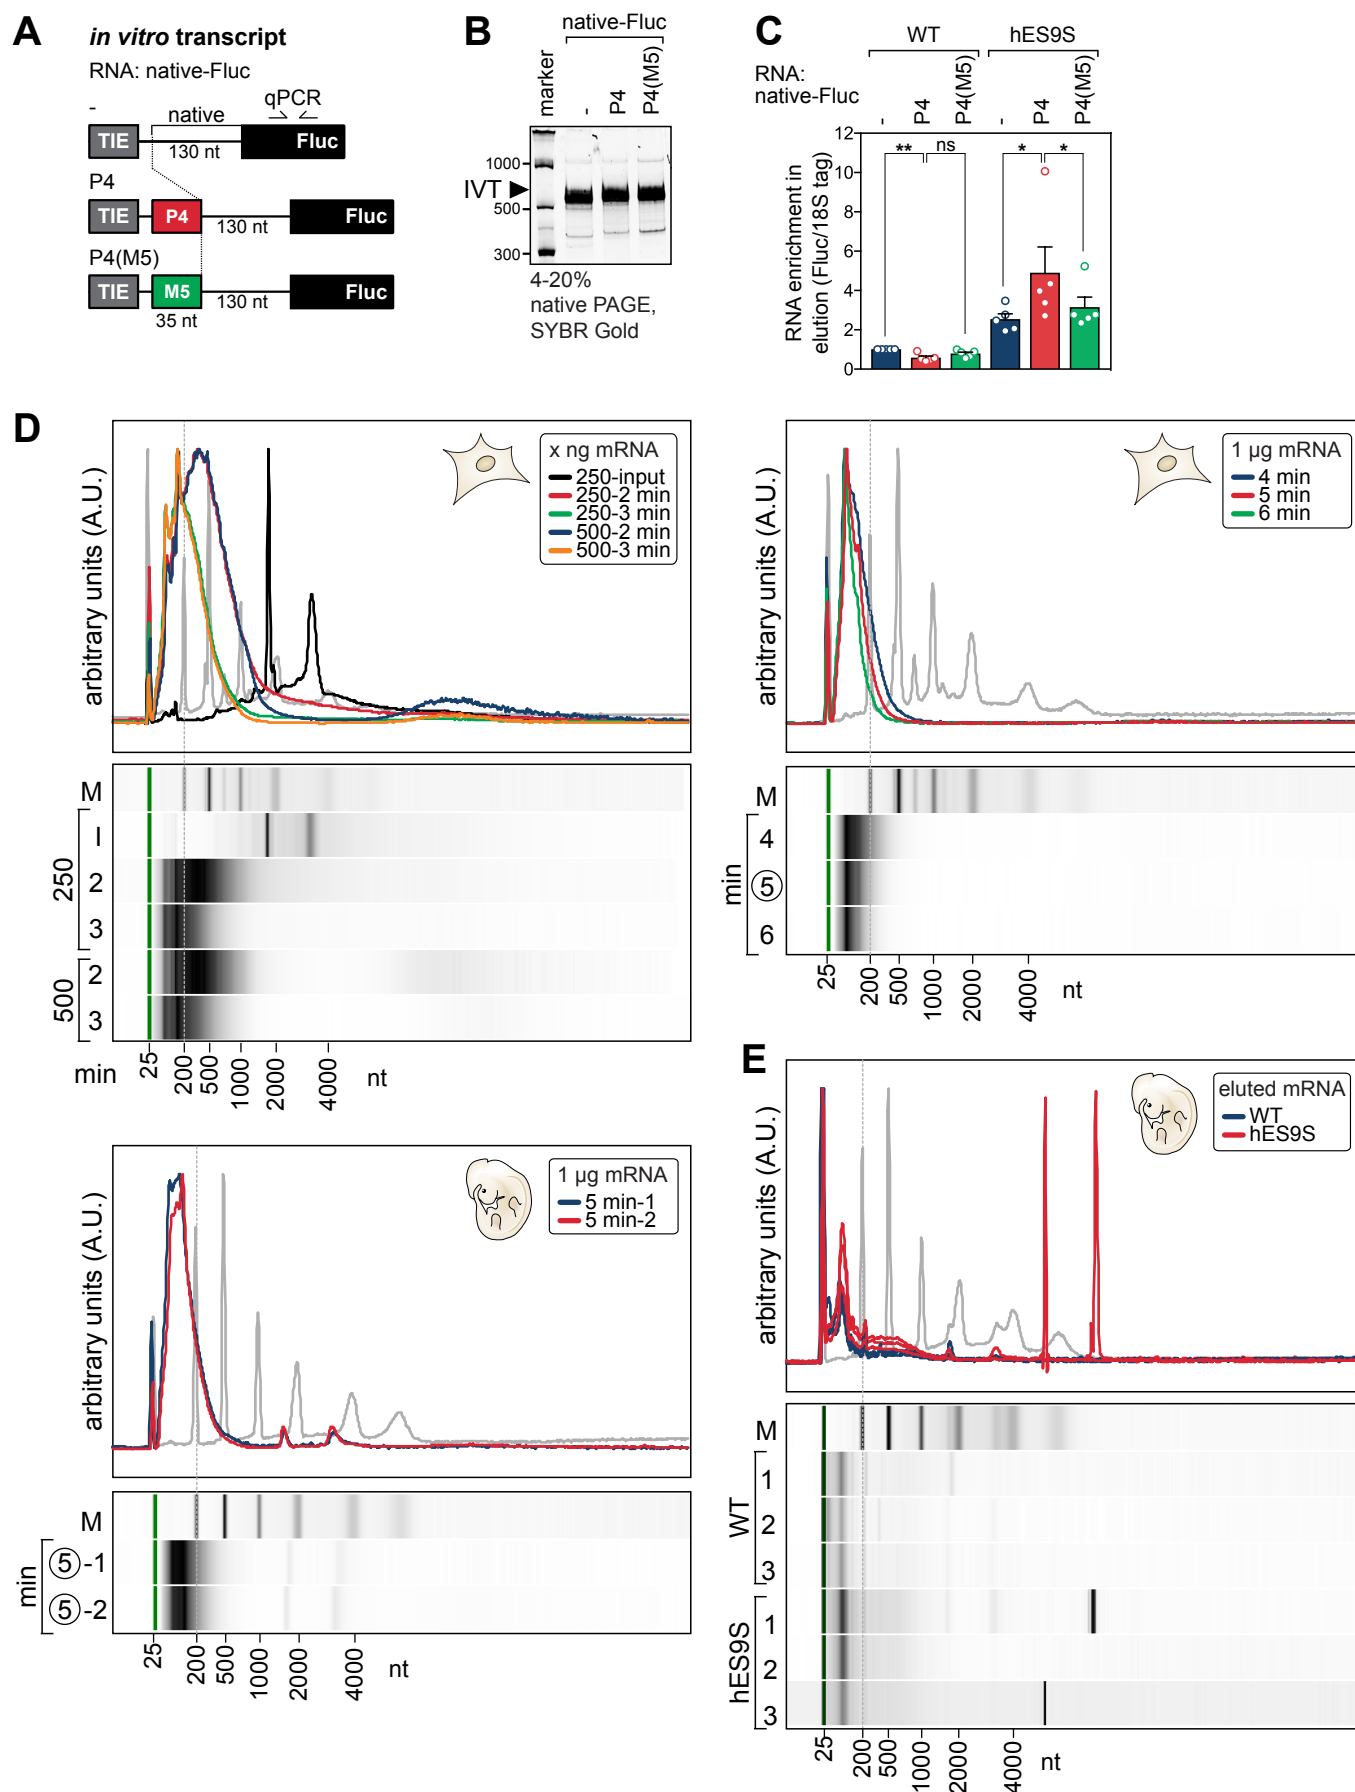 A
in vitro transcript
RNA: native-Fluc
-
native
qPCR
TIE
130 nt
Fluc
P4
TIE
P4
130 nt
Fluc
P4(M5)
TIE
M5
130 nt
Fluc
35 nt
B
native-Fluc
marker
-
P4
P4(M5)
1000
IVT
500
300
4-20%
native PAGE,
SYBR Gold
C
WT
hES9S
RNA:
native-Fluc
-
P4
P4(M5)
-
P4
P4(M5)
RNA enrichment in
elution (Fluc/18S tag)
12
10
8
6
4
2
0
**
ns
*
*
D
arbitrary units (A.U.)
x ng mRNA
250-input
250-2 min
250-3 min
500-2 min
500-3 min
M
250
I
2
3
500
2
3
min
25
200
500
1000
2000
4000
nt
arbitrary units (A.U.)
1 µg mRNA
4 min
5 min
6 min
M
min
4
5
6
25
200
500
1000
2000
4000
nt
arbitrary units (A.U.)
1 µg mRNA
5 min-1
5 min-2
M
min
5-1
5-2
25
200
500
1000
2000
4000
nt
E
arbitrary units (A.U.)
eluted mRNA
WT
hES9S
M
WT
1
2
3
hES9S
1
2
3
25
200
500
1000
2000
4000
nt